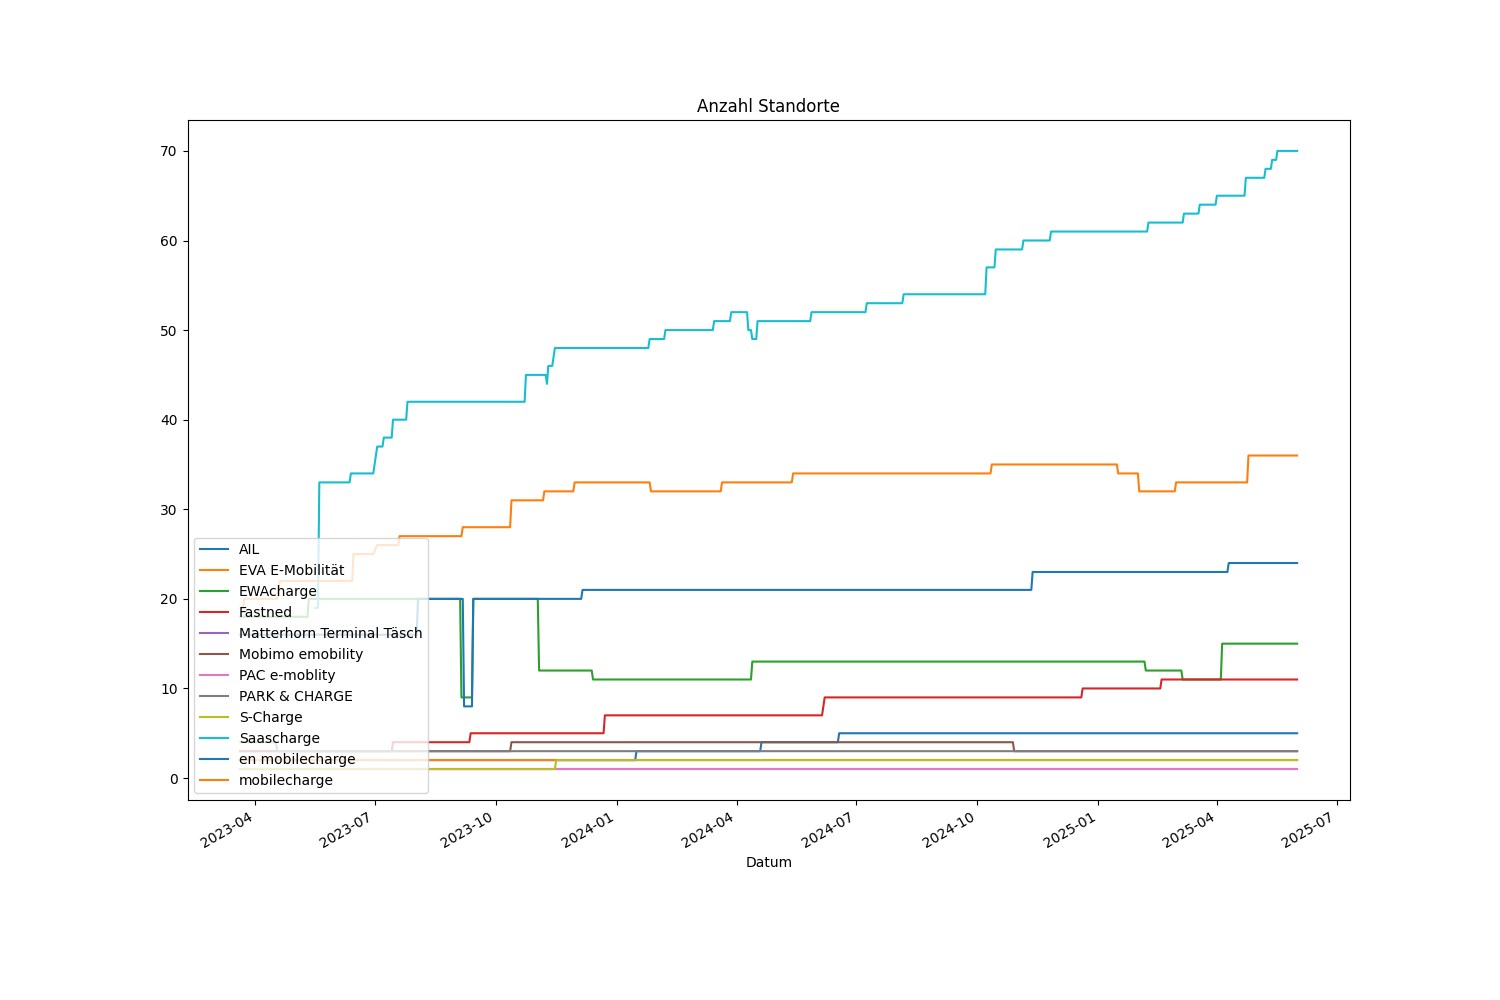 Anzahl Standorte
70
60
50
40
30
20
10
0
AIL
EVA E-Mobilität
EWAcharge
Fastned
Matterhorn Terminal Täsch
Mobimo emobility
PAC e-moblity
PARK & CHARGE
S-Charge
Saascharge
en mobilecharge
mobilecharge
2023-04
2023-07
2023-10
2024-01
2024-04
2024-07
2024-10
2025-01
2025-04
2025-07
Datum